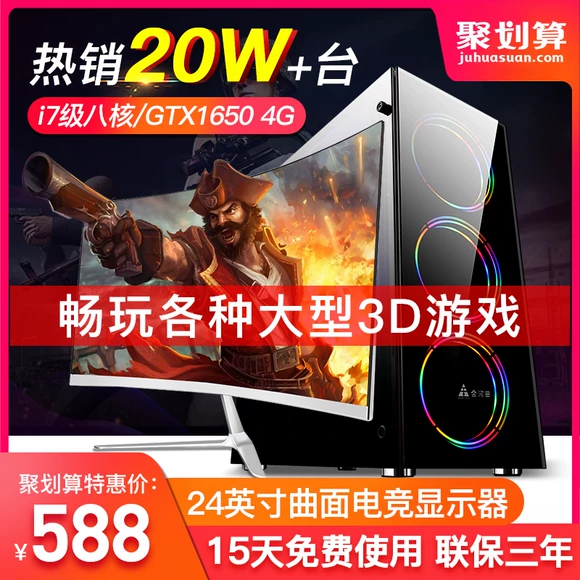 聚划算
juhuasuan.com
热销20W+台
i7级八核/GTX1650 4G
畅玩各种大型3D游戏
金河田
聚划算特惠价:
¥588
24英寸曲面电竞显示器
15天免费使用 联保三年